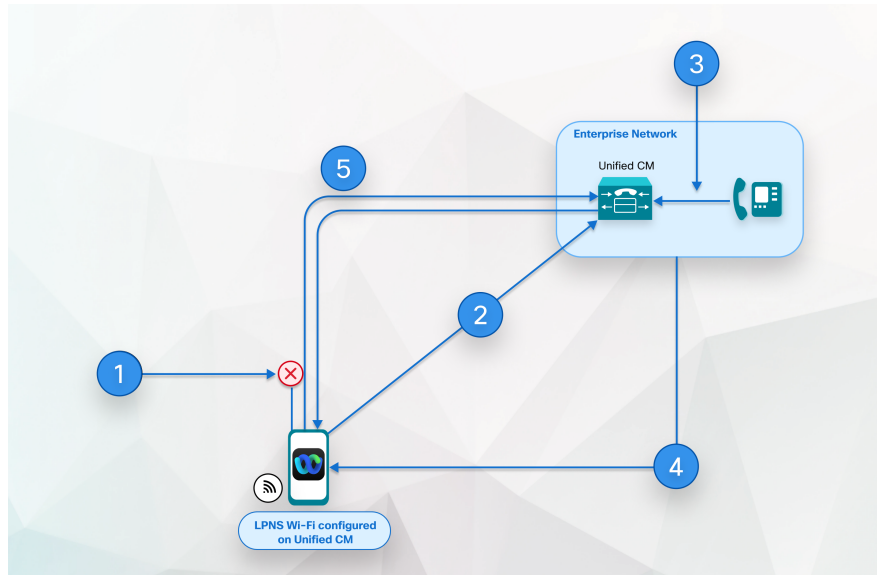 3
Enterprise Network
Unified CM
5
2
1
4
LPNS Wi-Fi configured
on Unified CM